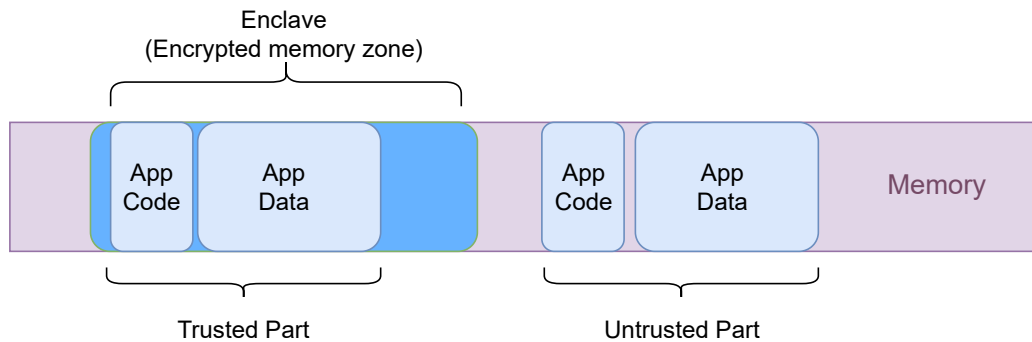 Enclave
(Encrypted memory zone)
App
Code
App
Data
App
Code
App
Data
Memory
Trusted Part
Untrusted Part